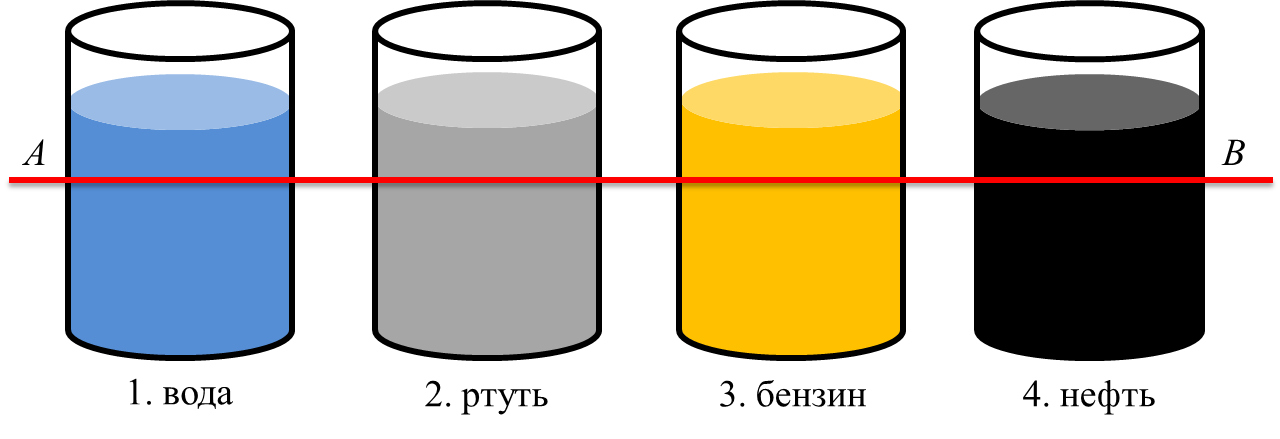 A
B
1. вода
2. ртуть
3. бензин
4. нефть